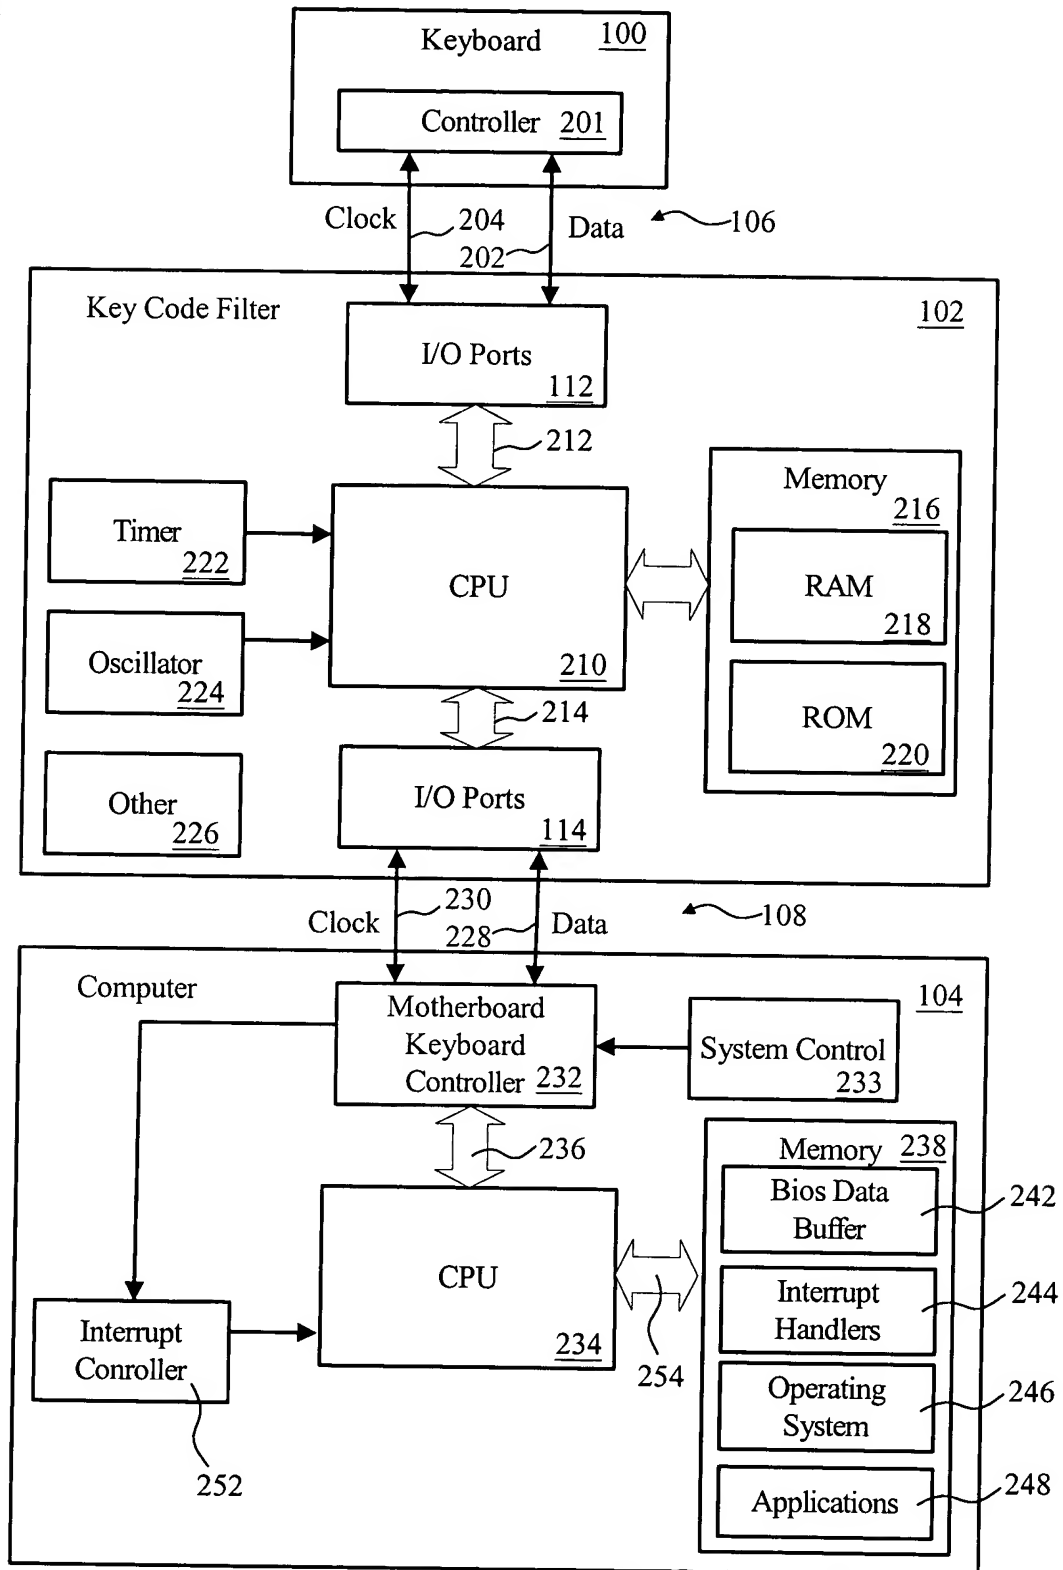 Keyboard 100
Controller 201
Clock
204
202
Data
106
Key Code Filter
102
I/O Ports
112
212
Timer
222
CPU
210
Memory
216
RAM
218
Oscillator
224
ROM
220
214
Other
226
I/O Ports
114
Clock
230
228
Data
108
Computer
104
Motherboard
Keyboard
Controller 232
System Control
233
236
Memory 238
Bios Data
Buffer
242
CPU
234
Interrupt
Handlers
244
Interrupt
Conroller
252
254
Operating
System
246
Applications
248